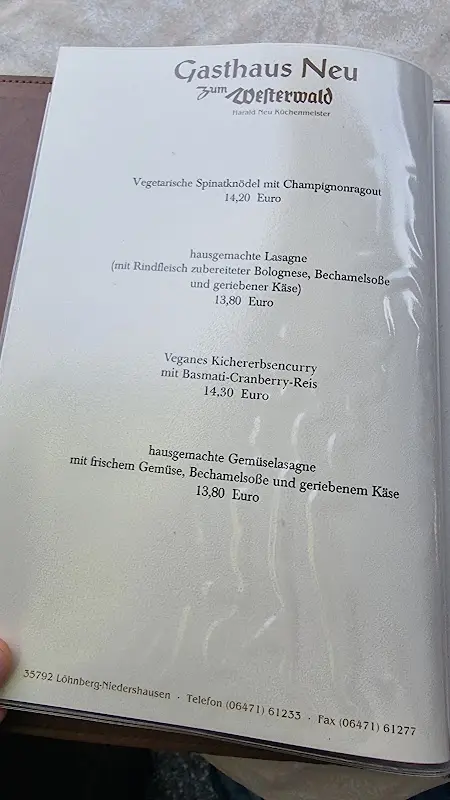 Gasthaus Neu
zum Westerwald
Harald Neu Küchenmeister
Vegetarische Spinatknödel mit Champignonragout
14,20 Euro
hausgemachte Lasagne
(mit Rindfleisch zubereiteter Bolognese, Bechamelsoße
und geriebener Käse)
13,80 Euro
Veganes Kichererbsencurry
mit Basmati-Cranberry-Reis
14,30 Euro
hausgemachte Gemüselasagne
mit frischem Gemüse, Bechamelsoße und geriebenem Käse
13,80 Euro
35792 Löhnberg-Niedershausen · Telefon (06471) 61233 · Fax (06471) 61277